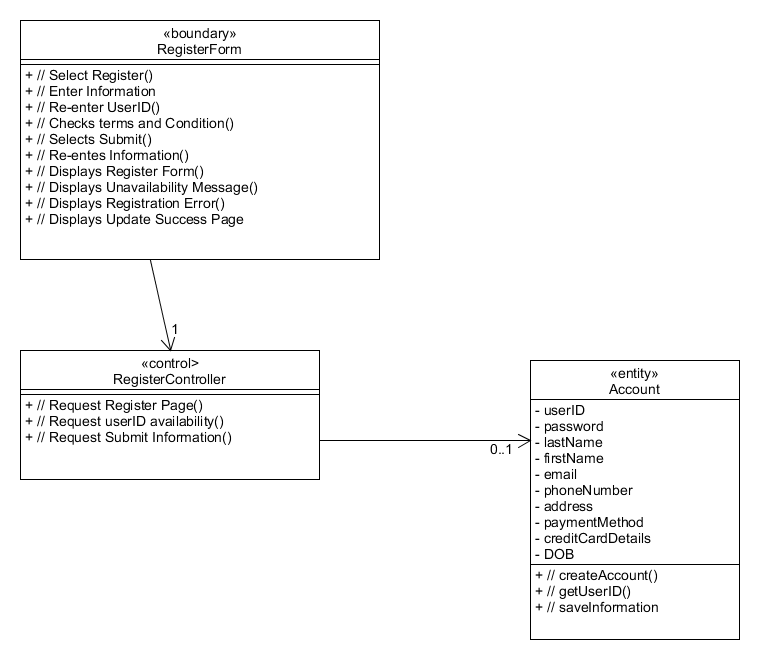 «boundary»
RegisterForm
+ // Select Register()
+ // Enter Information
+ // Re-enter UserID()
+ // Checks terms and Condition()
+ // Selects Submit()
+ // Re-entes Information()
+ // Displays Register Form()
+ // Displays Unavailability Message()
+ // Displays Registration Error()
+ // Displays Update Success Page
1
«control>
RegisterController
+ // Request Register Page()
+ // Request userID availability()
+ // Request Submit Information()
0..1
«entity»
Account
- userID
- password
- lastName
- firstName
- email
- phoneNumber
- address
- paymentMethod
- creditCardDetails
- DOB
+ // createAccount()
+ // getUserID()
+ // saveInformation